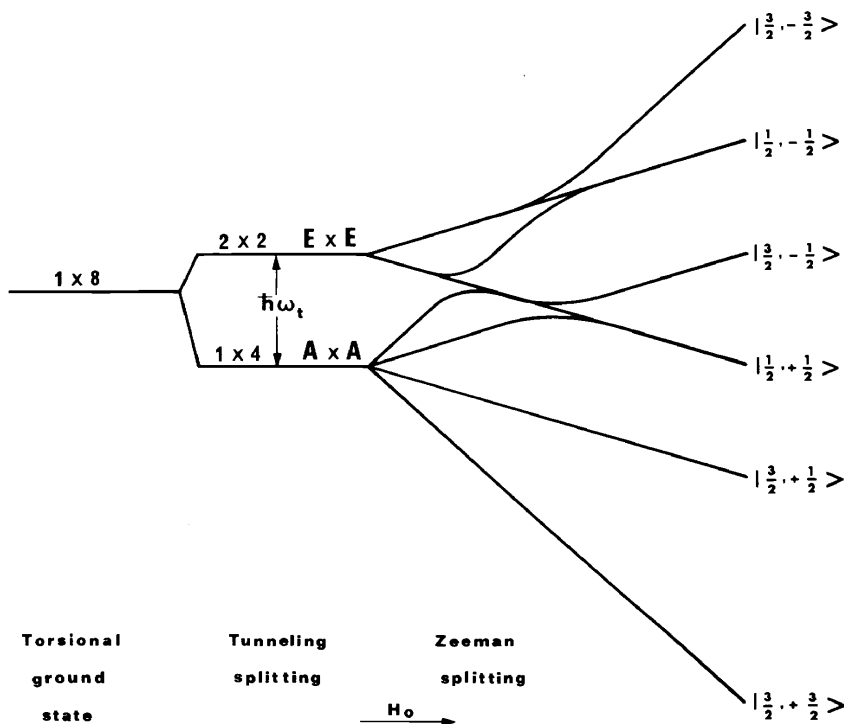 |3/2, -3/2>
|1/2, -1/2>
2 x 2 E x E
|3/2, -1/2>
1 x 8
ħω_t
1 x 4 A x A
|1/2, +1/2>
|3/2, +1/2>
Torsional ground state
Tunneling splitting
Zeeman splitting
H₀
|3/2, +3/2>